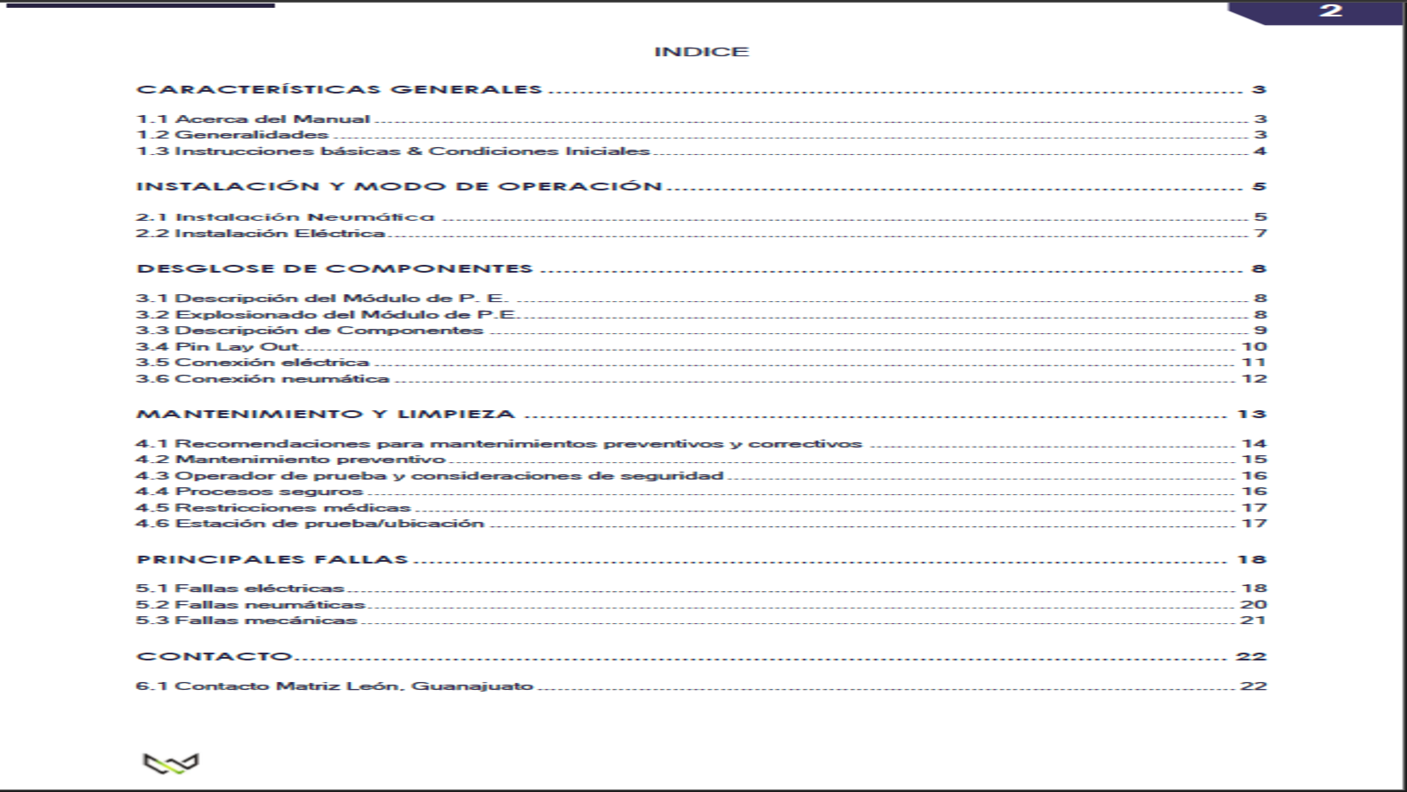 2
INDICE
CARACTERÍSTICAS GENERALES 3
1.1 Acerca del Manual 3
1.2 Generalidades 3
1.3 Instrucciones básicas & Condiciones Iniciales 4
INSTALACIÓN Y MODO DE OPERACIÓN 5
2.1 Instalación Neumática 5
2.2 Instalación Eléctrica 7
DESGLOSE DE COMPONENTES 8
3.1 Descripción del Módulo de P. E. 8
3.2 Explosionado del Módulo de P.E. 8
3.3 Descripción de Componentes 9
3.4 Pin Lay Out 10
3.5 Conexión eléctrica 11
3.6 Conexión neumática 12
MANTENIMIENTO Y LIMPIEZA 13
4.1 Recomendaciones para mantenimientos preventivos y correctivos 14
4.2 Mantenimiento preventivo 15
4.3 Operador de prueba y consideraciones de seguridad 16
4.4 Procesos seguros 16
4.5 Restricciones médicas 17
4.6 Estación de prueba/ubicación 17
PRINCIPALES FALLAS 18
5.1 Fallas eléctricas 18
5.2 Fallas neumáticas 20
5.3 Fallas mecánicas 21
CONTACTO 22
6.1 Contacto Matriz León, Guanajuato 22